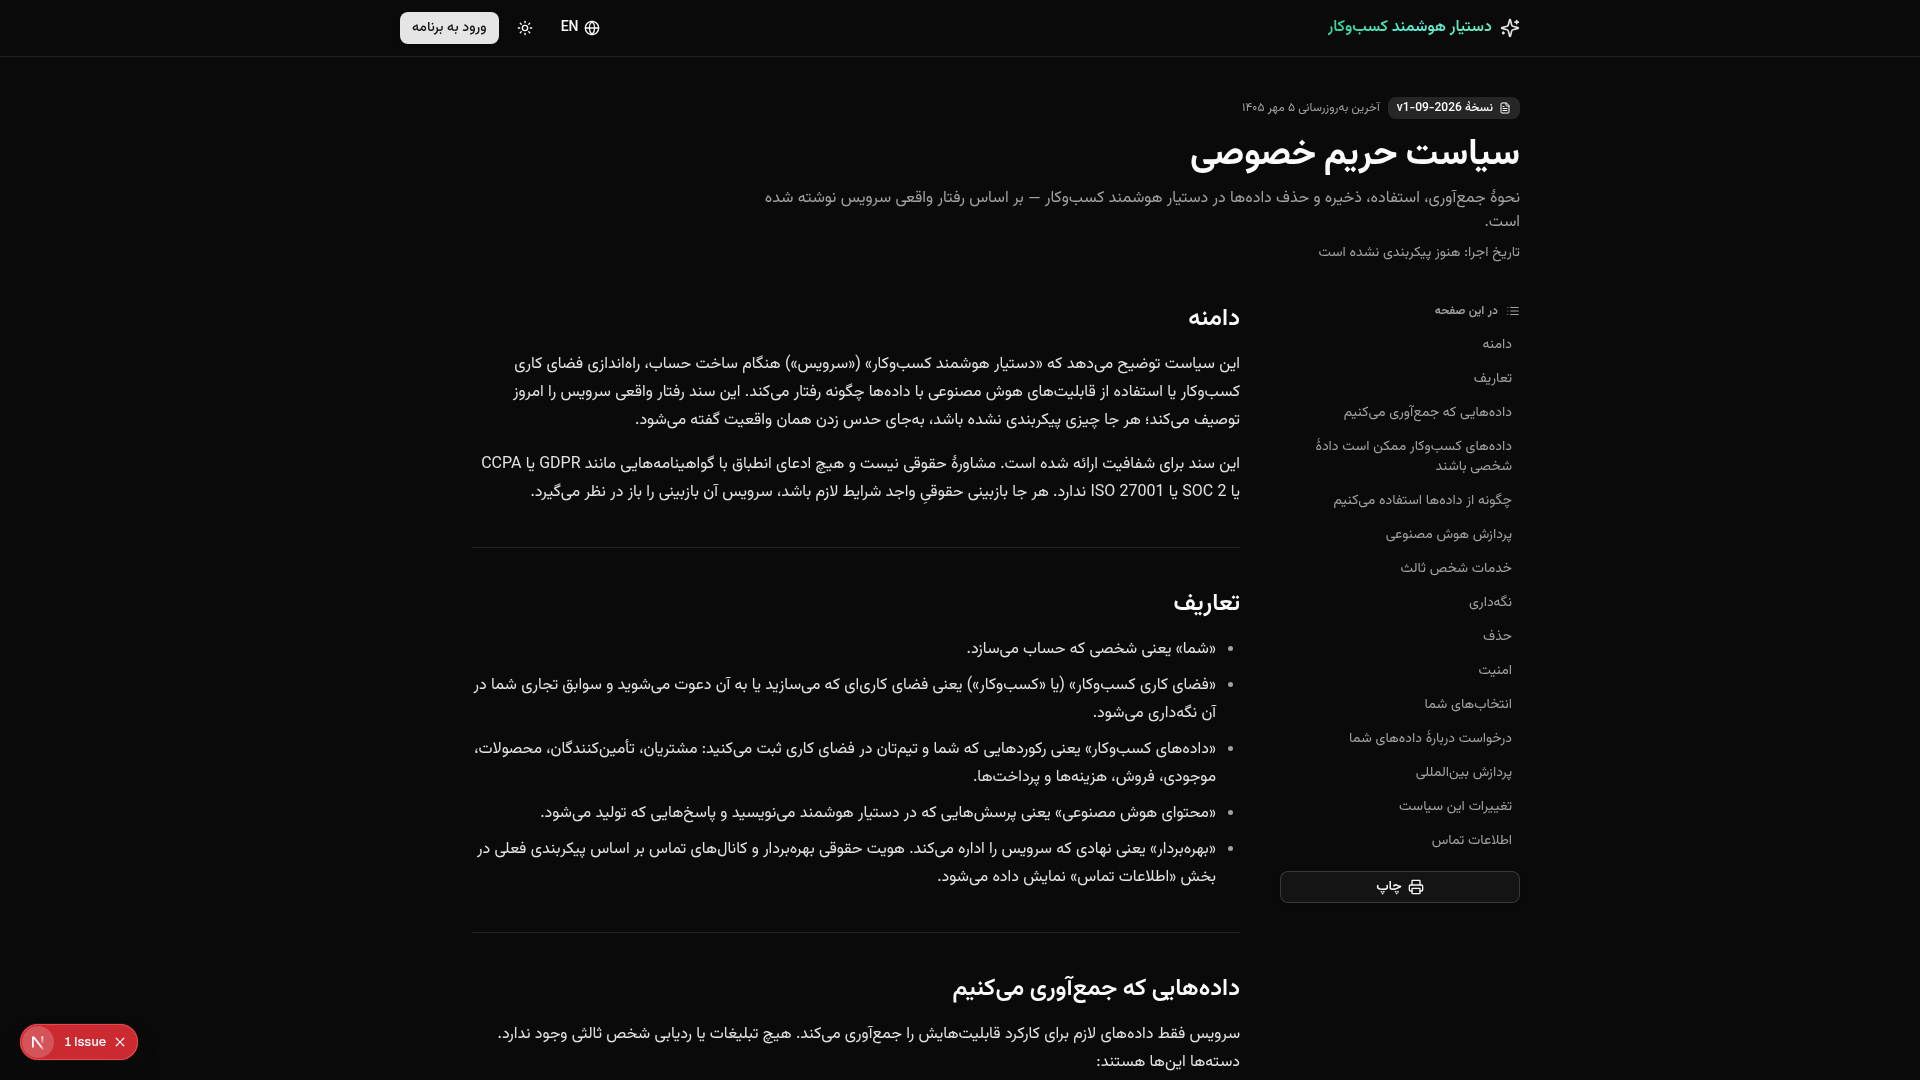 دستیار هوشمند کسب‌وکار
EN
ورود به برنامه
نسخهٔ 2026-09-v1
آخرین به‌روزرسانی ۵ مهر ۱۴۰۵
سیاست حریم خصوصی
نحوهٔ جمع‌آوری، استفاده، ذخیره و حذف داده‌ها در دستیار هوشمند کسب‌وکار — بر اساس رفتار واقعی سرویس نوشته شده
است.
تاریخ اجرا: هنوز پیکربندی نشده است
در این صفحه
دامنه
تعاریف
داده‌هایی که جمع‌آوری می‌کنیم
داده‌های کسب‌وکار ممکن است دادهٔ
شخصی باشند
چگونه از داده‌ها استفاده می‌کنیم
پردازش هوش مصنوعی
خدمات شخص ثالث
نگه‌داری
حذف
امنیت
انتخاب‌های شما
درخواست دربارهٔ داده‌های شما
پردازش بین‌المللی
تغییرات این سیاست
اطلاعات تماس
چاپ
دامنه
این سیاست توضیح می‌دهد که «دستیار هوشمند کسب‌وکار» («سرویس») هنگام ساخت حساب، راه‌اندازی فضای کاری
کسب‌وکار یا استفاده از قابلیت‌های هوش مصنوعی با داده‌ها چگونه رفتار می‌کند. این سند رفتار واقعی سرویس را امروز
توصیف می‌کند؛ هر جا چیزی پیکربندی نشده باشد، به‌جای حدس زدن همان واقعیت گفته می‌شود.
این سند برای شفافیت ارائه شده است. مشاورهٔ حقوقی نیست و هیچ ادعای انطباق با گواهینامه‌هایی مانند GDPR یا CCPA
یا SOC 2 یا ISO 27001 ندارد. هر جا بازبینی حقوقیِ واجد شرایط لازم باشد، سرویس آن بازبینی را باز در نظر می‌گیرد.
تعاریف
«شما» یعنی شخصی که حساب می‌سازد.
«فضای کاری کسب‌وکار» (یا «کسب‌وکار») یعنی فضای کاری‌ای که می‌سازید یا به آن دعوت می‌شوید و سوابق تجاری شما در
آن نگه‌داری می‌شود.
«داده‌های کسب‌وکار» یعنی رکوردهایی که شما و تیم‌تان در فضای کاری ثبت می‌کنید: مشتریان، تأمین‌کنندگان، محصولات،
موجودی، فروش، هزینه‌ها و پرداخت‌ها.
«محتوای هوش مصنوعی» یعنی پرسش‌هایی که در دستیار هوشمند می‌نویسید و پاسخ‌هایی که تولید می‌شود.
«بهره‌بردار» یعنی نهادی که سرویس را اداره می‌کند. هویت حقوقی بهره‌بردار و کانال‌های تماس بر اساس پیکربندی فعلی در
بخش «اطلاعات تماس» نمایش داده می‌شود.
داده‌هایی که جمع‌آوری می‌کنیم
سرویس فقط داده‌های لازم برای کارکرد قابلیت‌هایش را جمع‌آوری می‌کند. هیچ تبلیغات یا ردیابی شخص ثالثی وجود ندارد.
دسته‌ها این‌ها هستند:
1 Issue